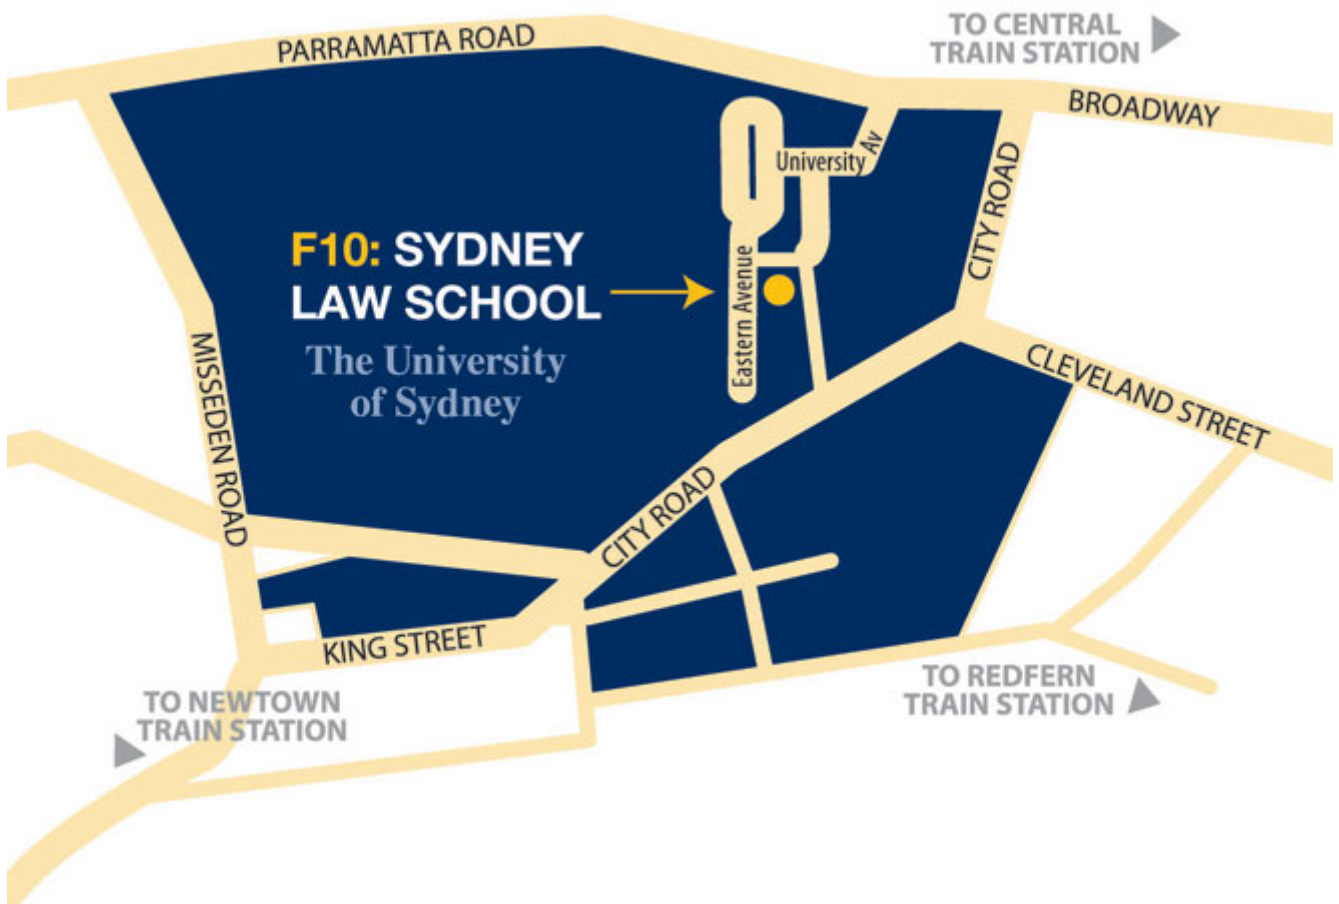 TO CENTRAL
TRAIN STATION
PARRAMATTA ROAD
BROADWAY
University Av
CITY ROAD
F10: SYDNEY
LAW SCHOOL
The University
of Sydney
Eastern Avenue
MISSEDEN ROAD
CLEVELAND STREET
CITY ROAD
KING STREET
TO NEWTOWN
TRAIN STATION
TO REDFERN
TRAIN STATION